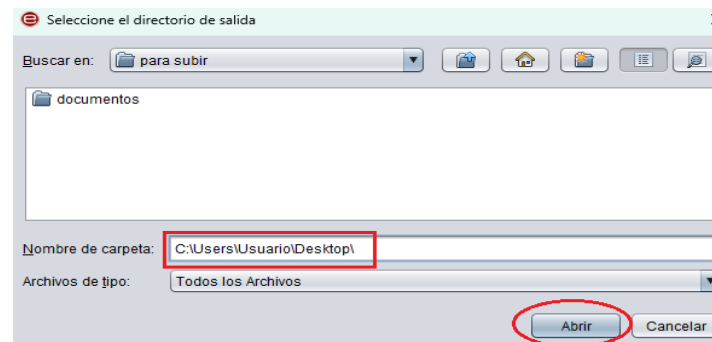 Seleccione el directorio de salida
Buscar en: para subir
documentos
Nombre de carpeta: C:\Users\Usuario\Desktop\
Archivos de tipo: Todos los Archivos
Abrir Cancelar